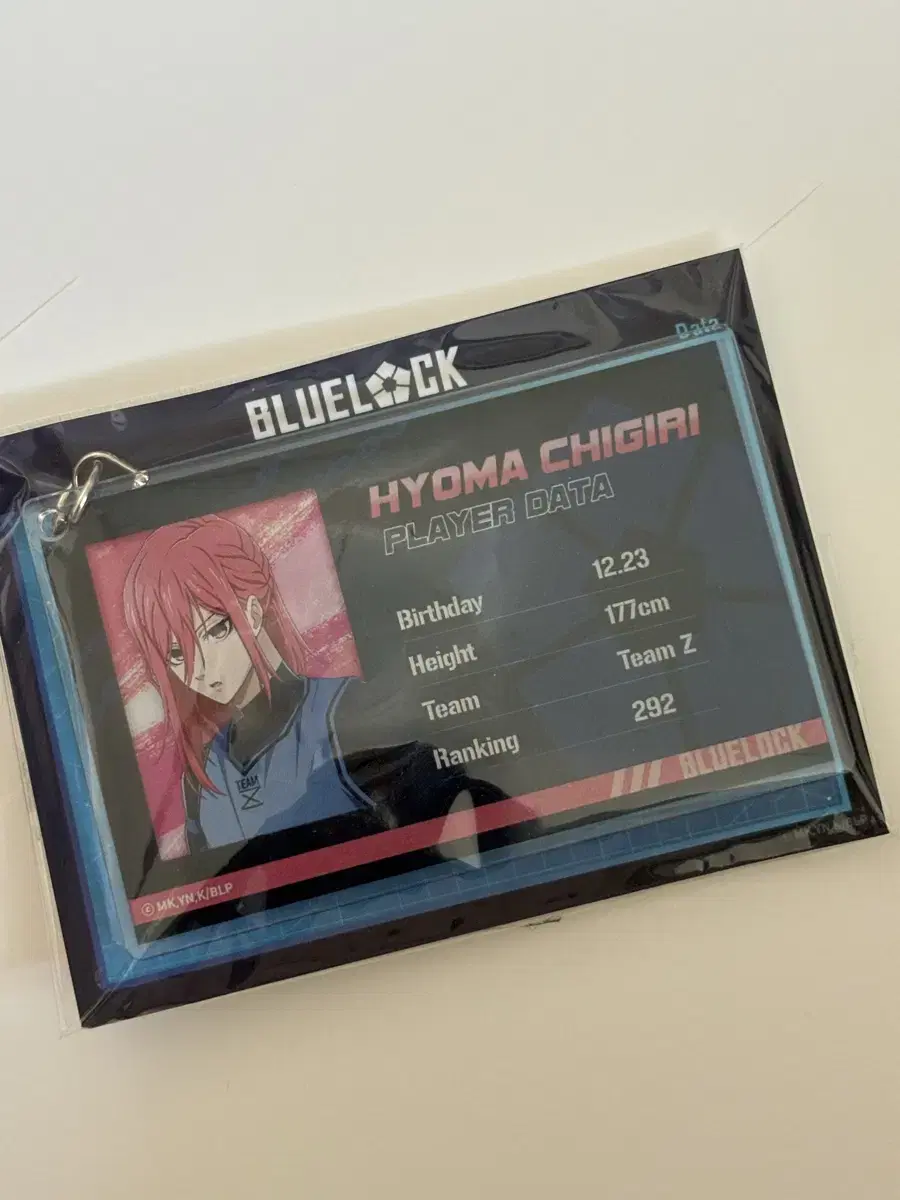 Data
BLUELOCK
HYOMA CHIGIRI
PLAYER DATA
Birthday 12.23
Height 177cm
Team Team Z
Ranking 292
BLUELOCK
TEAM
Z
©MK,YN,K/BLP